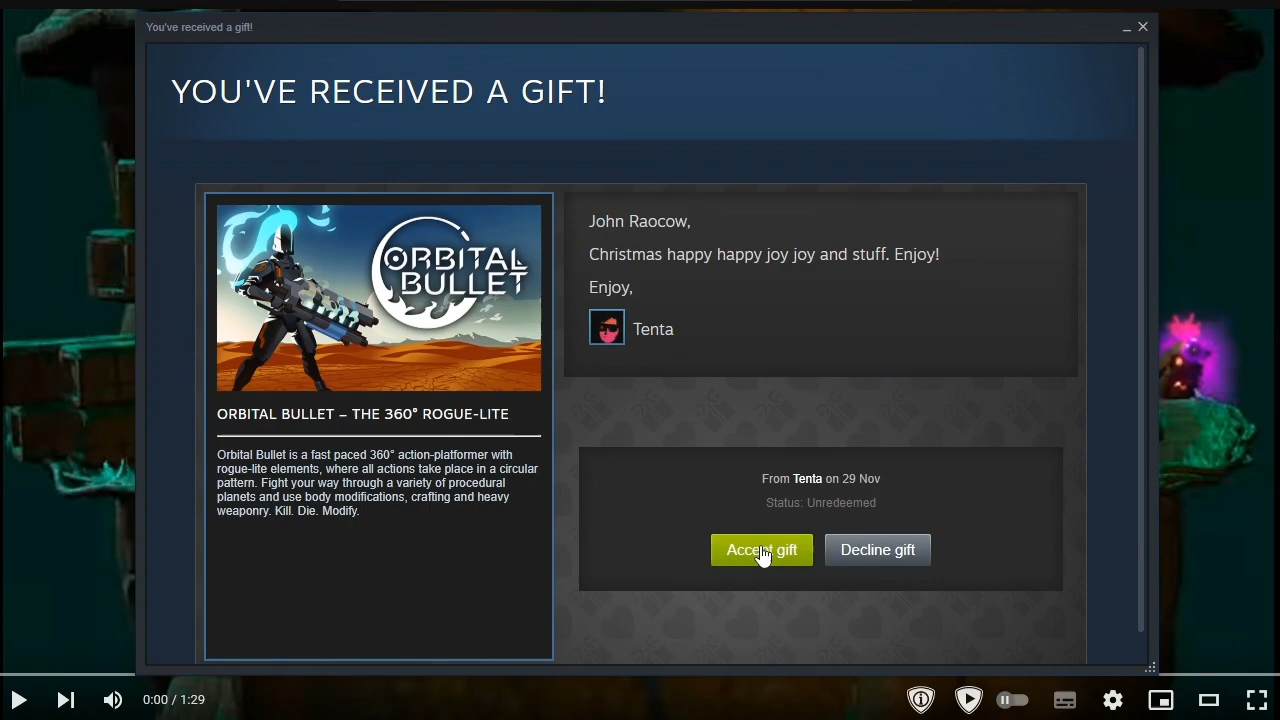 You've received a gift!
YOU'VE RECEIVED A GIFT!
ORBITAL
BULLET
ORBITAL BULLET – THE 360° ROGUE-LITE
Orbital Bullet is a fast paced 360° action-platformer with
rogue-lite elements, where all actions take place in a circular
pattern. Fight your way through a variety of procedural
planets and use body modifications, crafting and heavy
weaponry. Kill. Die. Modify.
John Raocow,
Christmas happy happy joy joy and stuff. Enjoy!
Enjoy,
Tenta
From Tenta on 29 Nov
Status: Unredeemed
Accept gift
Decline gift
0:00 / 1:29